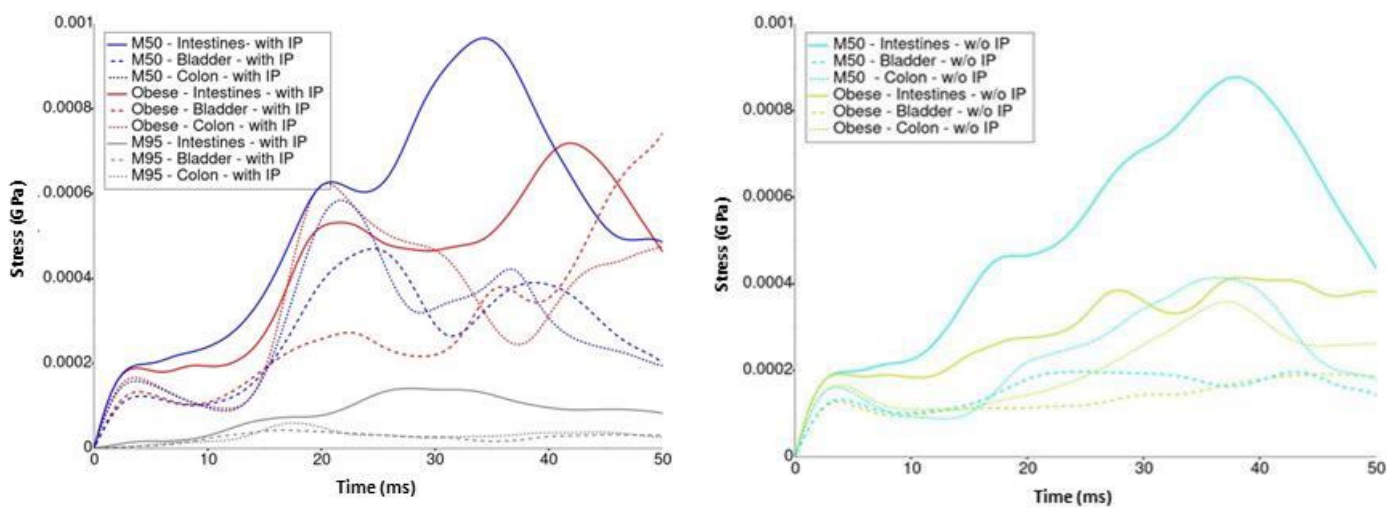 0.001
M50 - Intestines- with IP
M50 - Bladder - with IP
M50 - Colon - with IP
Obese - Intestines - with IP
Obese - Bladder - with IP
Obese - Colon - with IP
M95 - Intestines - with IP
M95 - Bladder - with IP
M95 - Colon - with IP
0.0008
0.0006
0.0004
0.0002
0
Stress (GPa)
0 10 20 30 40 50
Time (ms)
0.001
M50 - Intestines - w/o IP
M50 - Bladder - w/o IP
M50 - Colon - w/o IP
Obese - Intestines - w/o IP
Obese - Bladder - w/o IP
Obese - Colon - w/o IP
0.0008
0.0006
0.0004
0.0002
0
Stress (GPa)
0 10 20 30 40 50
Time (ms)